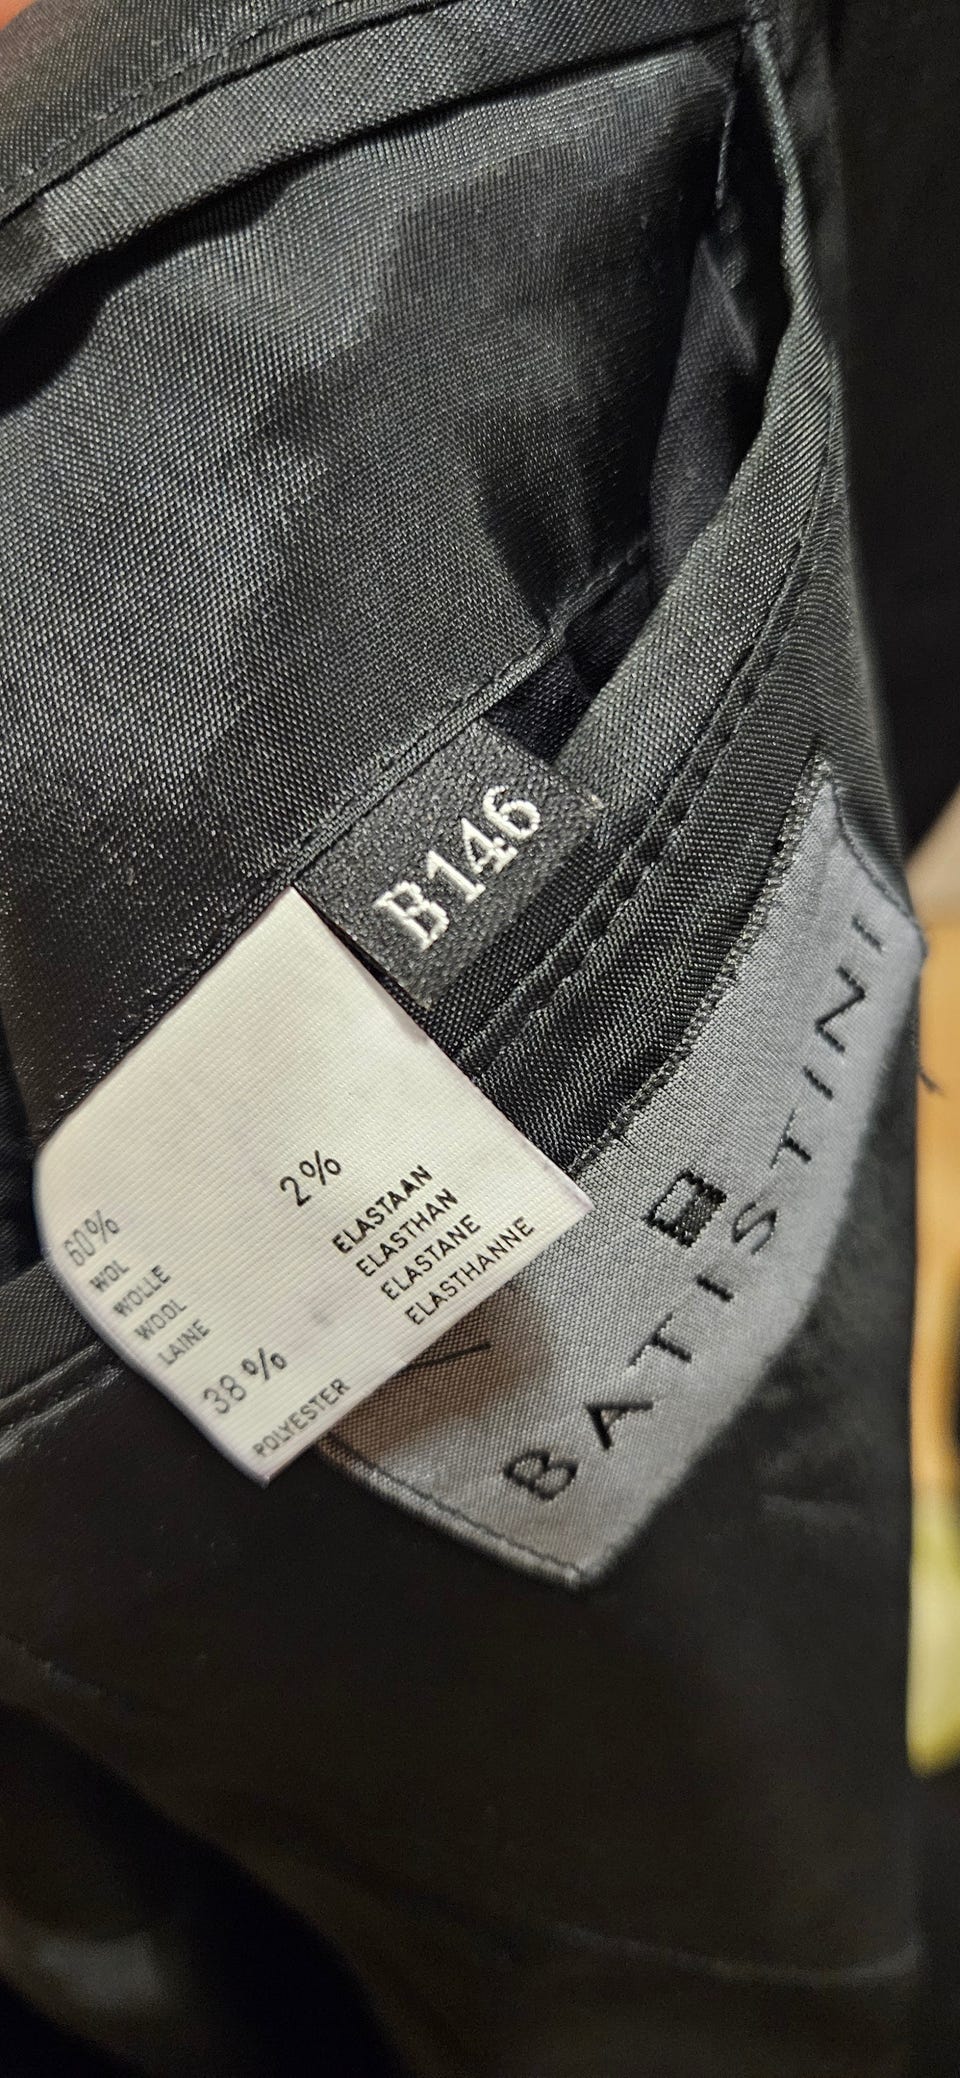 B146
2%
ELASTAAN
ELASTHAN
ELASTANE
ELASTHANNE
60%
WOL
WOLLE
WOOL
LAINE
38%
POLYESTER
BATISTINI